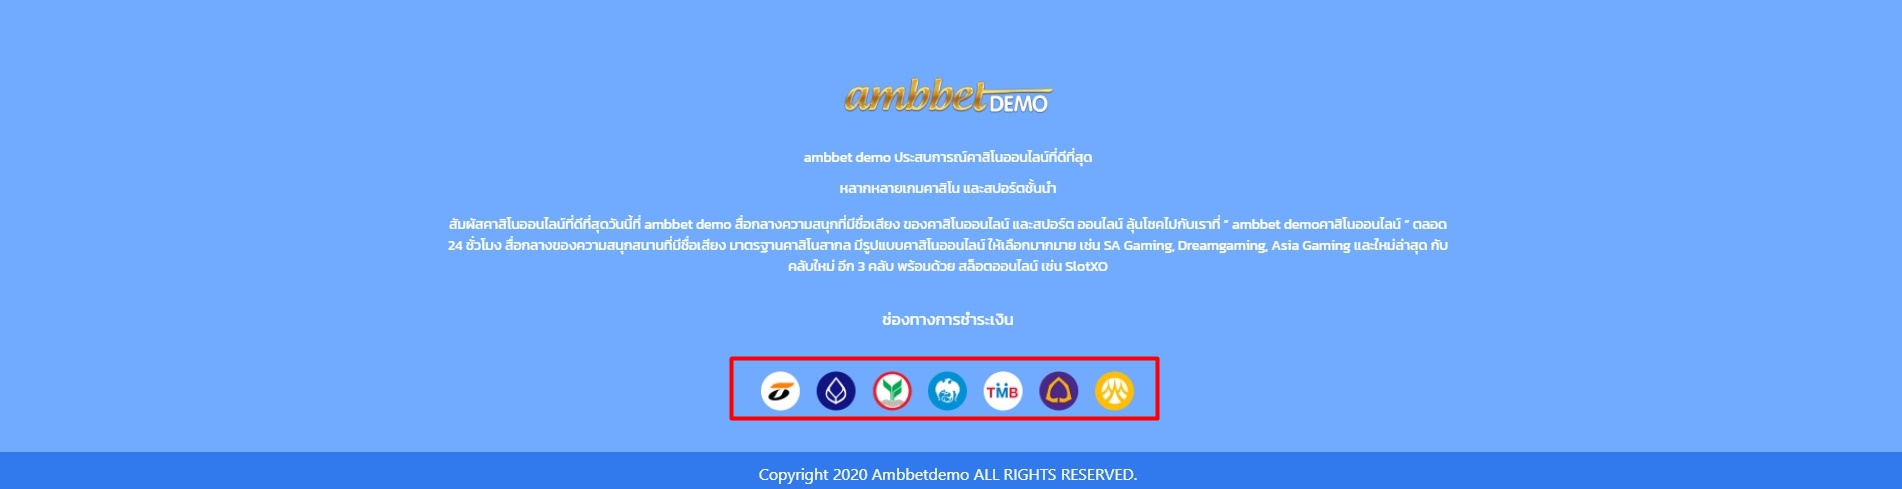 ambbet DEMO
ambbet demo ประสบการณ์คาสิโนออนไลน์ที่ดีที่สุด
หลากหลายเกมคาสิโน และสปอร์ตชั้นนำ
สัมผัสคาสิโนออนไลน์ที่ดีที่สุดวันนี้ที่ ambbet demo สื่อกลางความสนุกที่มีชื่อเสียง ของคาสิโนออนไลน์ และสปอร์ต ออนไลน์ ลุ้นโชคไปกับเราที่ “ ambbet demoคาสิโนออนไลน์ ” ตลอด
24 ชั่วโมง สื่อกลางของความสนุกสนานที่มีชื่อเสียง มาตรฐานคาสิโนสากล มีรูปแบบคาสิโนออนไลน์ ให้เลือกมากมาย เช่น SA Gaming, Dreamgaming, Asia Gaming และใหม่ล่าสุด กับ
คลับใหม่ อีก 3 คลับ พร้อมด้วย สล็อตออนไลน์ เช่น SlotXO
ช่องทางการชำระเงิน
TMB
Copyright 2020 Ambbetdemo ALL RIGHTS RESERVED.